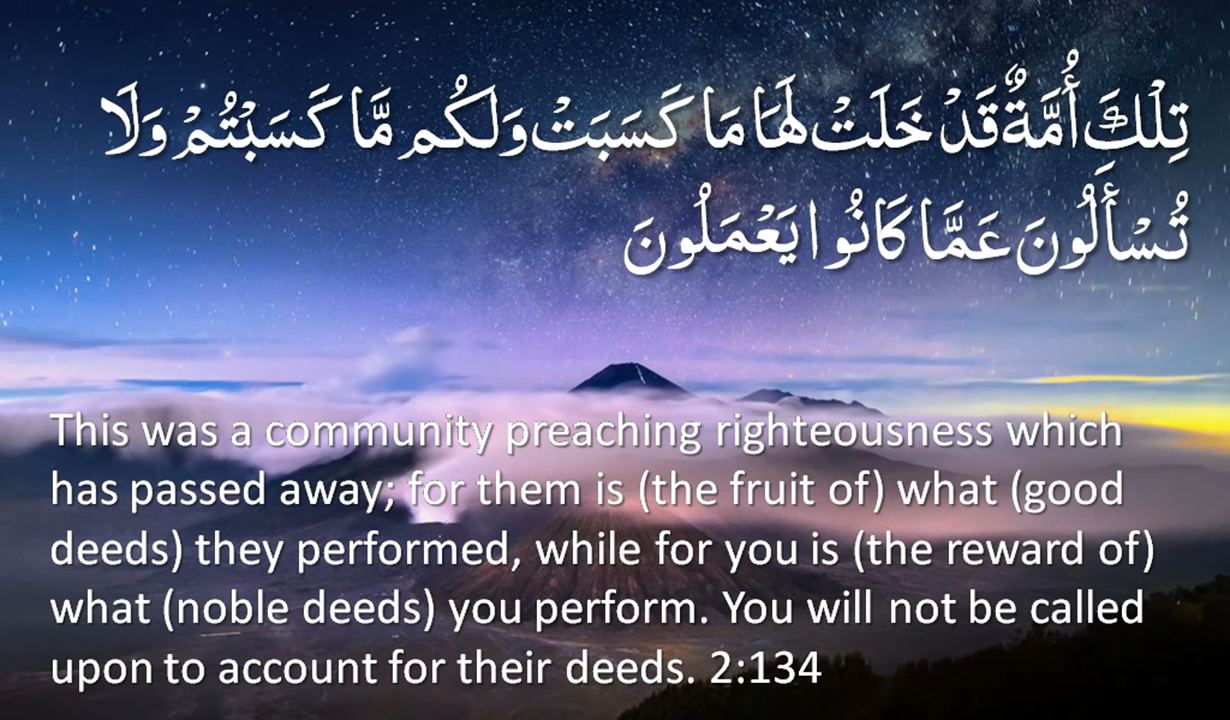 تِلْكَ أُمَّةٌ قَدْ خَلَتْ لَهَا مَا كَسَبَتْ وَلَكُم مَّا كَسَبْتُمْ وَلَا
تُسْأَلُونَ عَمَّا كَانُوا يَعْمَلُونَ
This was a community preaching righteousness which
has passed away; for them is (the fruit of) what (good
deeds) they performed, while for you is (the reward of)
what (noble deeds) you perform. You will not be called
upon to account for their deeds. 2:134